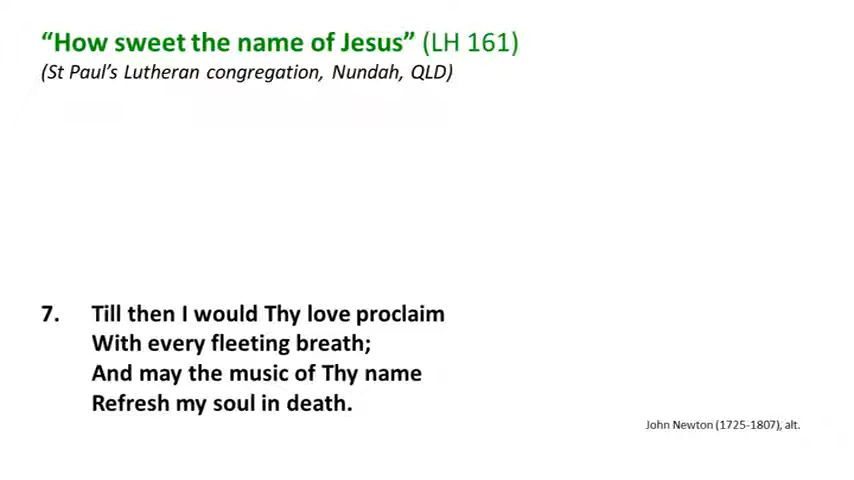 “How sweet the name of Jesus” (LH 161)
(St Paul’s Lutheran congregation, Nundah, QLD)
7. Till then I would Thy love proclaim
With every fleeting breath;
And may the music of Thy name
Refresh my soul in death.
John Newton (1725-1807), alt.